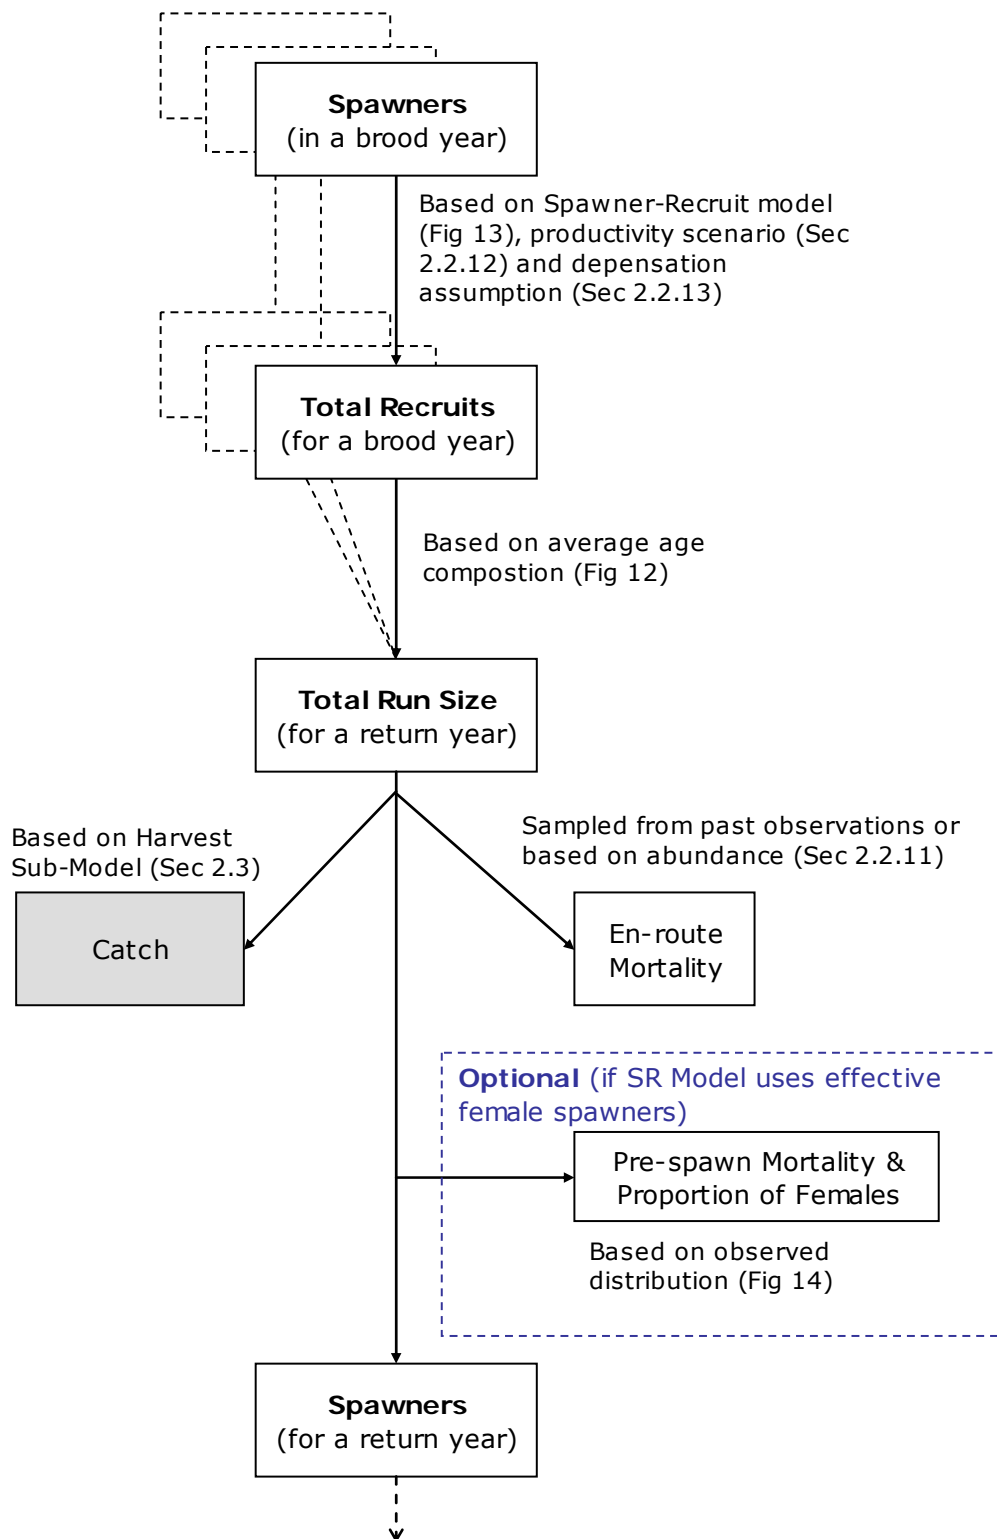 Spawners
(in a brood year)
Based on Spawner-Recruit model
(Fig 13), productivity scenario (Sec
2.2.12) and depensation
assumption (Sec 2.2.13)
Total Recruits
(for a brood year)
Based on average age
compostion (Fig 12)
Total Run Size
(for a return year)
Based on Harvest
Sub-Model (Sec 2.3)
Sampled from past observations or
based on abundance (Sec 2.2.11)
Catch
En-route
Mortality
Optional (if SR Model uses effective
female spawners)
Pre-spawn Mortality &
Proportion of Females
Based on observed
distribution (Fig 14)
Spawners
(for a return year)